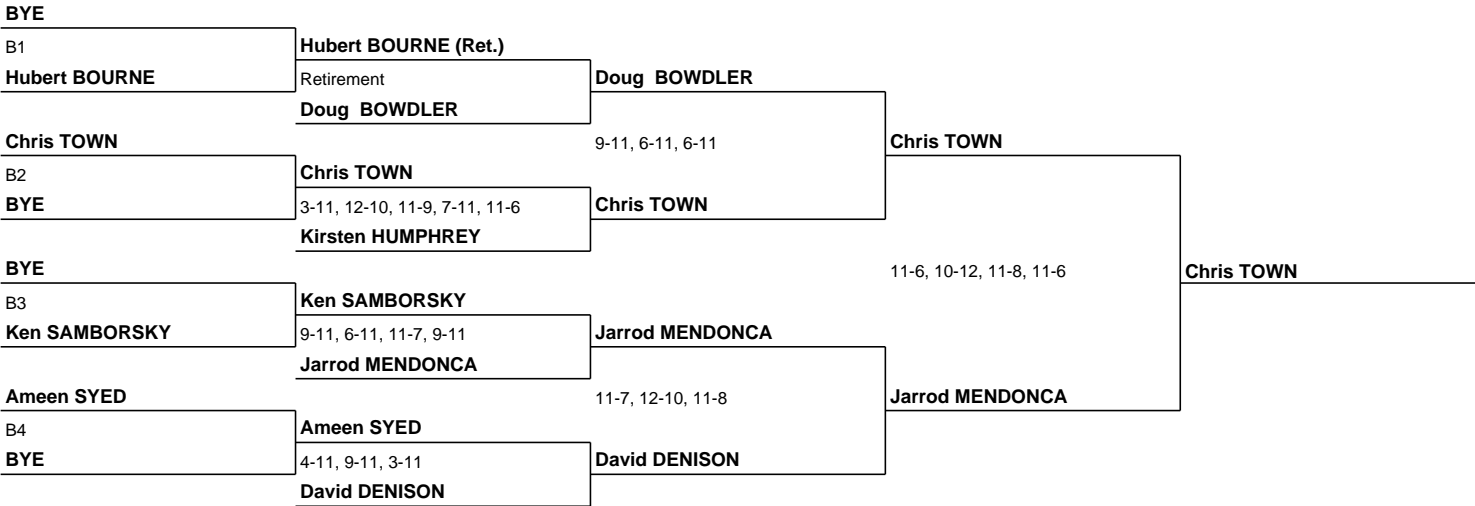 BYE
B1
Hubert BOURNE (Ret.)
Hubert BOURNE
Retirement
Doug BOWDLER
Doug BOWDLER
Chris TOWN
9-11, 6-11, 6-11
Chris TOWN
B2
Chris TOWN
BYE
3-11, 12-10, 11-9, 7-11, 11-6
Chris TOWN
Kirsten HUMPHREY
BYE
11-6, 10-12, 11-8, 11-6
Chris TOWN
B3
Ken SAMBORSKY
Ken SAMBORSKY
9-11, 6-11, 11-7, 9-11
Jarrod MENDONCA
Jarrod MENDONCA
Ameen SYED
11-7, 12-10, 11-8
Jarrod MENDONCA
B4
Ameen SYED
BYE
4-11, 9-11, 3-11
David DENISON
David DENISON